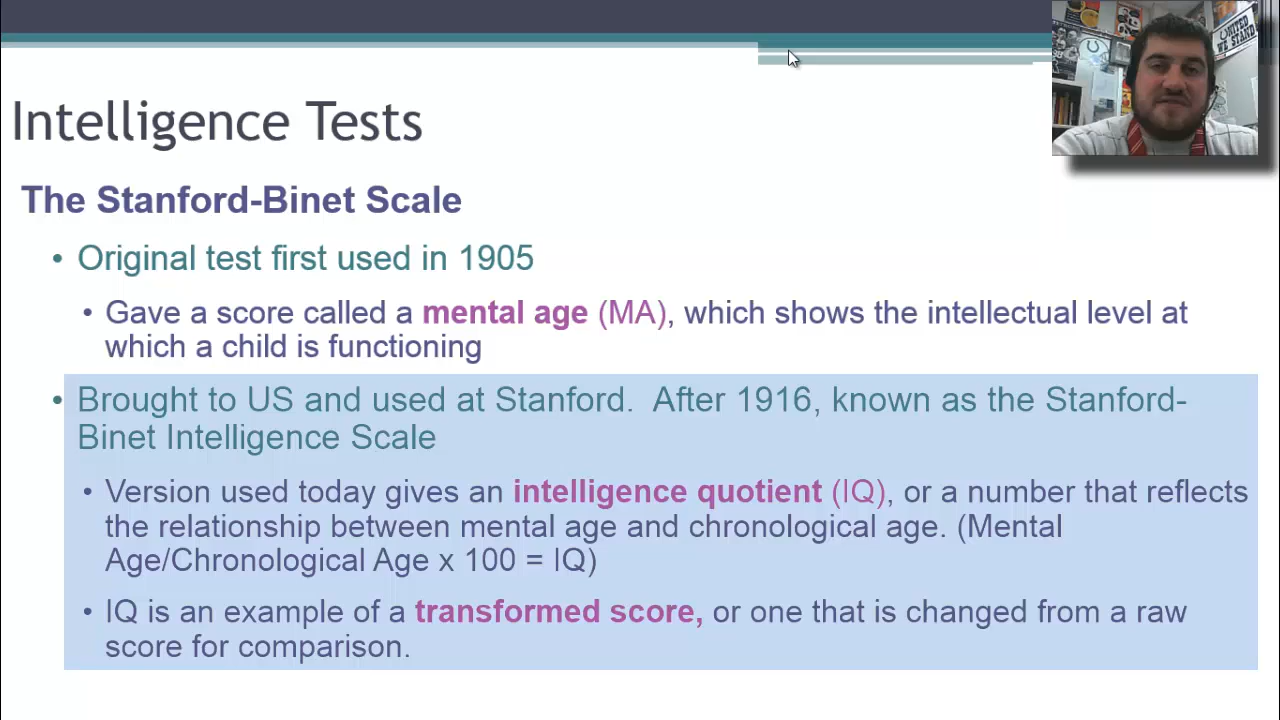 UNITED
WE STAND
Intelligence Tests
The Stanford-Binet Scale
• Original test first used in 1905
• Gave a score called a mental age (MA), which shows the intellectual level at
which a child is functioning
• Brought to US and used at Stanford.  After 1916, known as the Stanford-
Binet Intelligence Scale
• Version used today gives an intelligence quotient (IQ), or a number that reflects
the relationship between mental age and chronological age. (Mental
Age/Chronological Age x 100 = IQ)
• IQ is an example of a transformed score, or one that is changed from a raw
score for comparison.